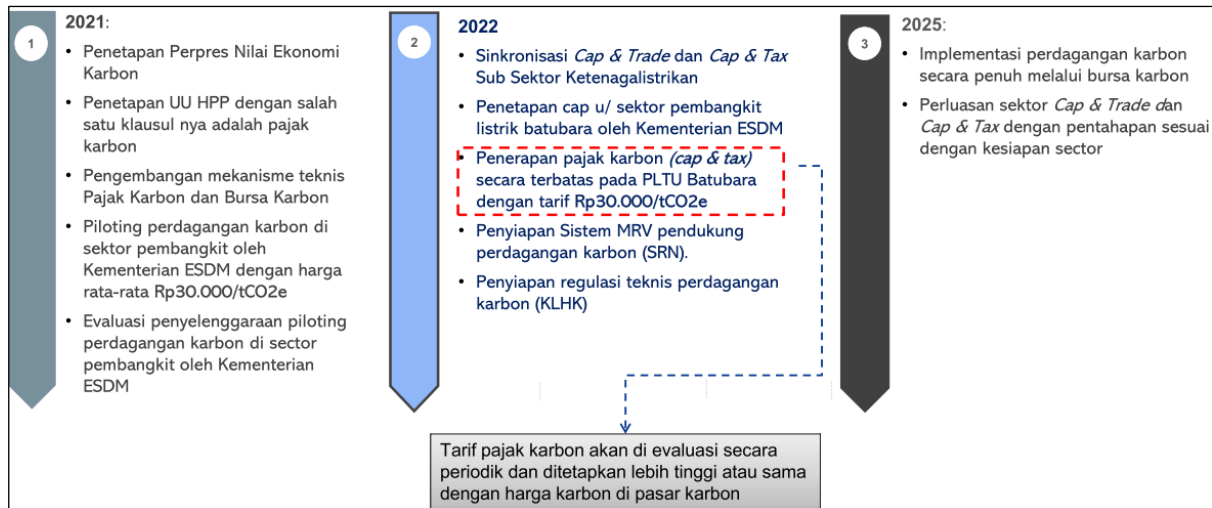 1
2021:
• Penetapan Perpres Nilai Ekonomi
Karbon
• Penetapan UU HPP dengan salah
satu klausul nya adalah pajak
karbon
• Pengembangan mekanisme teknis
Pajak Karbon dan Bursa Karbon
• Piloting perdagangan karbon di
sektor pembangkit oleh
Kementerian ESDM dengan harga
rata-rata Rp30.000/tCO2e
• Evaluasi penyelenggaraan piloting
perdagangan karbon di sector
pembangkit oleh Kementerian
ESDM
2
2022
• Sinkronisasi Cap & Trade dan Cap & Tax
Sub Sektor Ketenagalistrikan
• Penetapan cap u/ sektor pembangkit
listrik batubara oleh Kementerian ESDM
• Penerapan pajak karbon (cap & tax)
secara terbatas pada PLTU Batubara
dengan tarif Rp30.000/tCO2e
• Penyiapan Sistem MRV pendukung
perdagangan karbon (SRN).
• Penyiapan regulasi teknis perdagangan
karbon (KLHK)
3
2025:
• Implementasi perdagangan karbon
secara penuh melalui bursa karbon
• Perluasan sektor Cap & Trade dan
Cap & Tax dengan pentahapan sesuai
dengan kesiapan sector
Tarif pajak karbon akan di evaluasi secara
periodik dan ditetapkan lebih tinggi atau sama
dengan harga karbon di pasar karbon